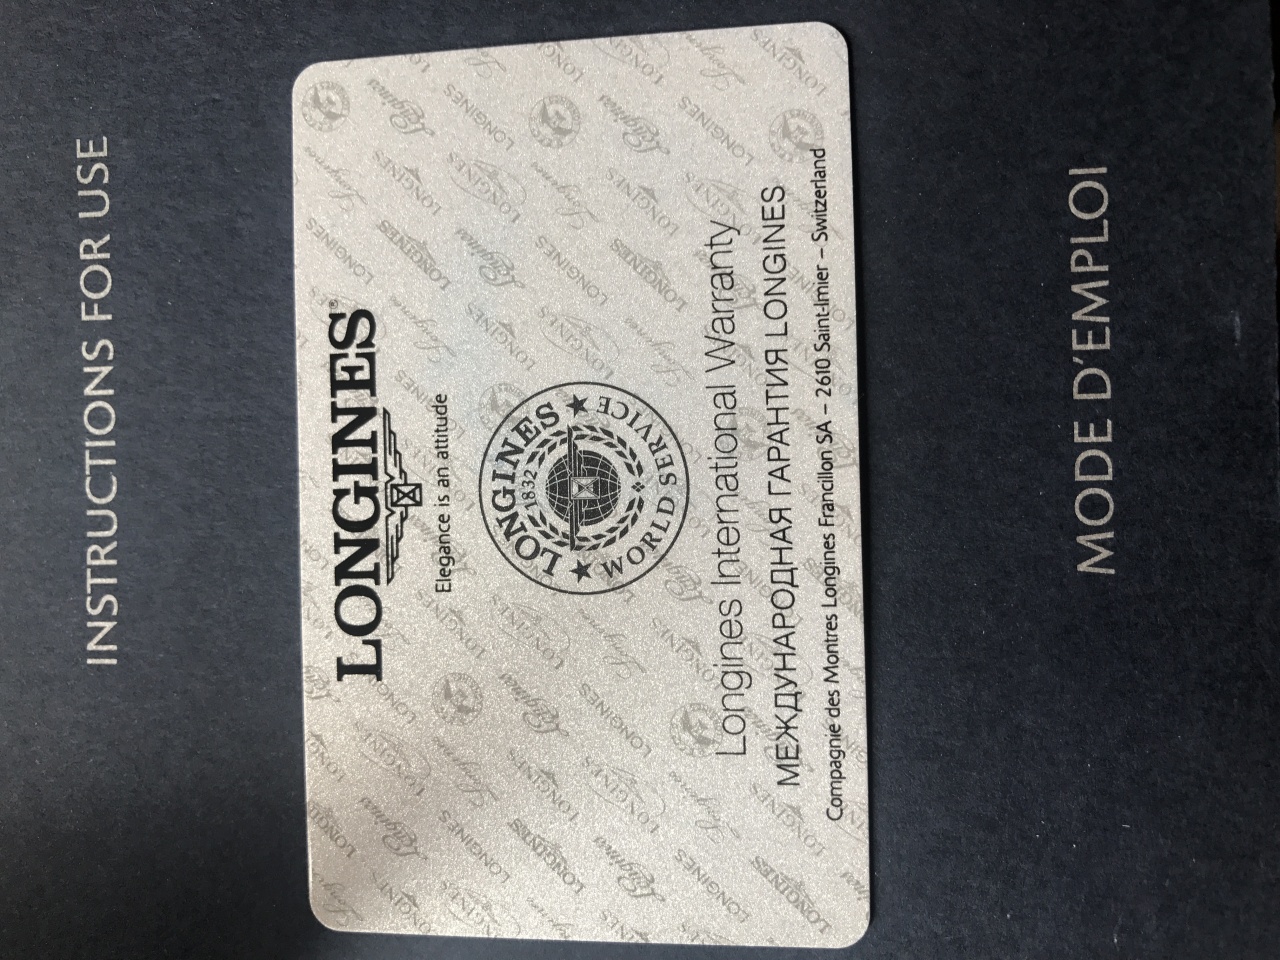 INSTRUCTIONS FOR USE
LONGINES®
Elegance is an attitude
LONGINES
1832
WORLD SERVICE
Longines International Warranty
МЕЖДУНАРОДНАЯ ГАРАНТИЯ LONGINES
Compagnie des Montres Longines Francillon SA – 2610 Saint-Imier – Switzerland
MODE D'EMPLOI